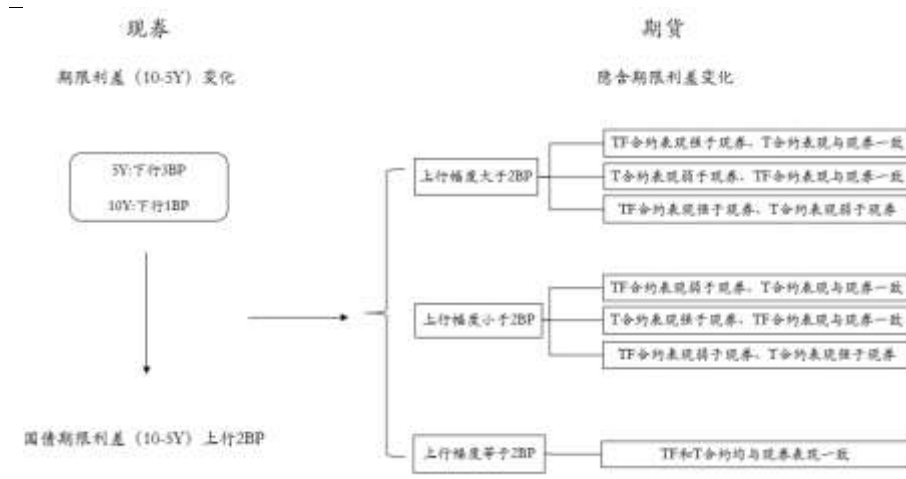 现券
期货
期限利差（10-5Y）变化
隐含期限利差变化
5Y:下行3BP
10Y:下行1BP
国债期限利差（10-5Y）上行2BP
上行幅度大于2BP
TF合约表现强于现券、T合约表现与现券一致
T合约表现弱于现券、TF合约表现与现券一致
TF合约表现强于现券、T合约表现弱于现券
上行幅度小于2BP
TF合约表现弱于现券、T合约表现与现券一致
T合约表现强于现券、TF合约表现与现券一致
TF合约表现弱于现券、T合约表现强于现券
上行幅度等于2BP
TF和T合约均与现券表现一致